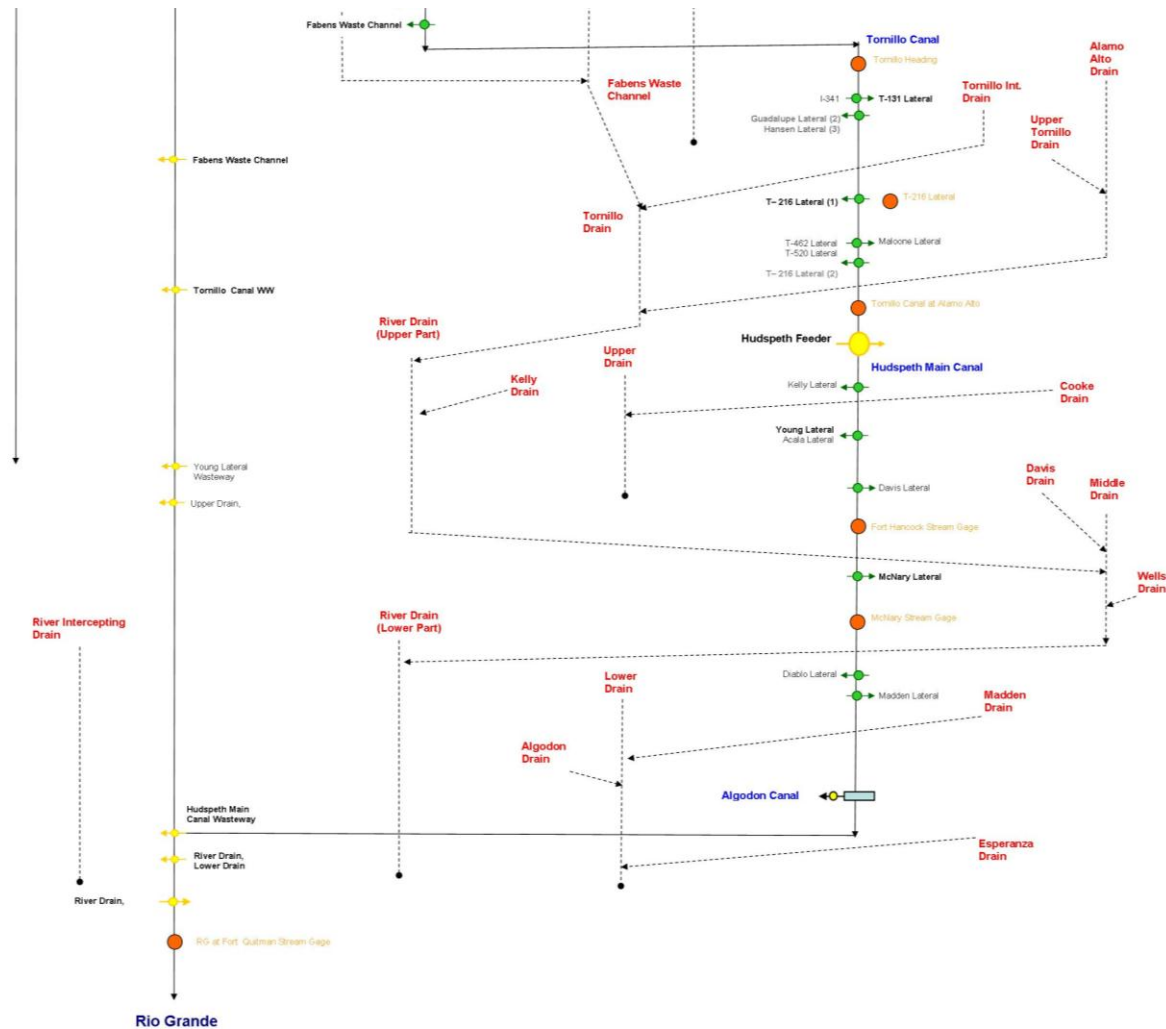 Fabens Waste Channel
Tornillo Canal
Alamo
Alto
Drain
Tornillo Heading
Fabens Waste
Channel
Tornillo Int.
Drain
I-341
T-131 Lateral
Guadalupe Lateral (2)
Hansen Lateral (3)
Upper
Tornillo
Drain
Fabens Waste Channel
T– 216 Lateral (1)
T-216 Lateral
Tornillo
Drain
T-462 Lateral
T-520 Lateral
Maloone Lateral
T– 216 Lateral (2)
Tornillo Canal WW
Tornillo Canal at Alamo Alto
River Drain
(Upper Part)
Hudspeth Feeder
Upper
Drain
Hudspeth Main Canal
Kelly
Drain
Kelly Lateral
Cooke
Drain
Young Lateral
Acala Lateral
Young Lateral
Wasteway
Davis
Drain
Middle
Drain
Davis Lateral
Upper Drain,
Fort Hancock Stream Gage
McNary Lateral
Wells
Drain
River Intercepting
Drain
River Drain
(Lower Part)
McNary Stream Gage
Diablo Lateral
Lower
Drain
Madden Lateral
Madden
Drain
Algodon
Drain
Algodon Canal
Hudspeth Main
Canal Wasteway
Esperanza
Drain
River Drain,
Lower Drain
River Drain,
RG at Fort Quitman Stream Gage
Rio Grande